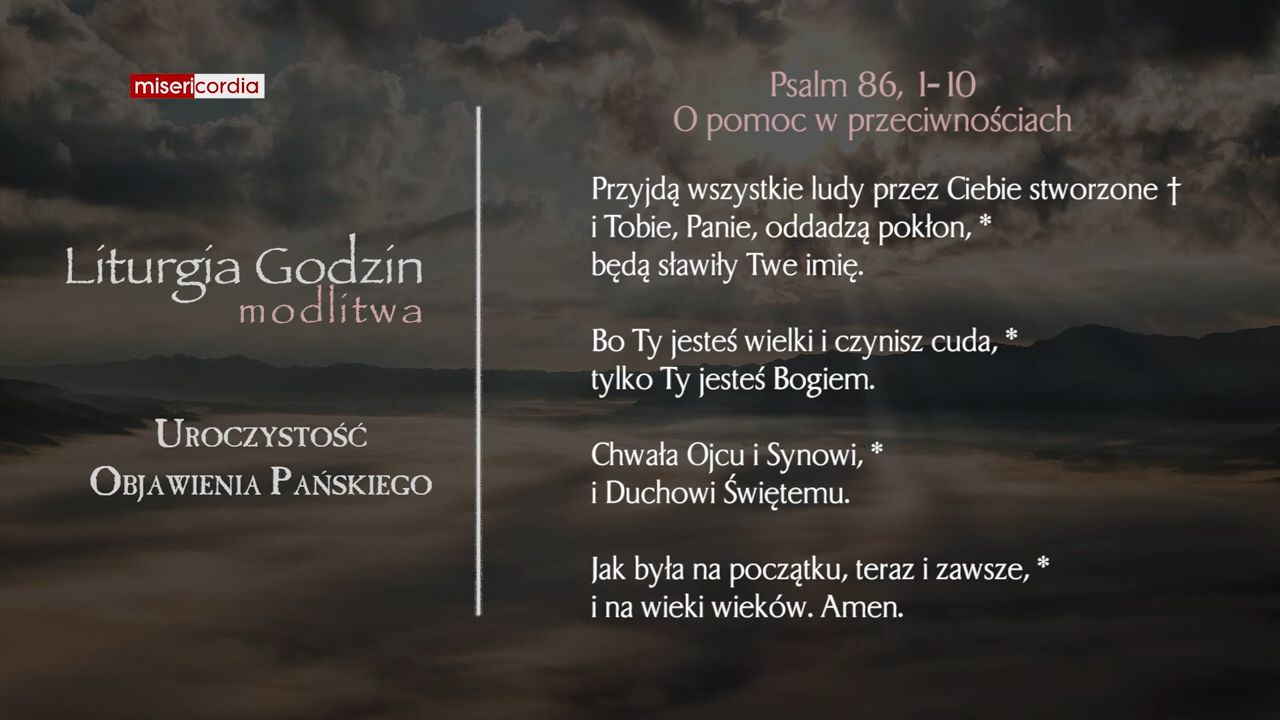 misericordia
Liturgia Godzin
modlitwa
Uroczystość
Objawienia Pańskiego
Psalm 86, 1-10
O pomoc w przeciwnościach
Przyjdą wszystkie ludy przez Ciebie stworzone †
i Tobie, Panie, oddadzą pokłon, *
będą sławiły Twe imię.
Bo Ty jesteś wielki i czynisz cuda, *
tylko Ty jesteś Bogiem.
Chwała Ojcu i Synowi, *
i Duchowi Świętemu.
Jak była na początku, teraz i zawsze, *
i na wieki wieków. Amen.